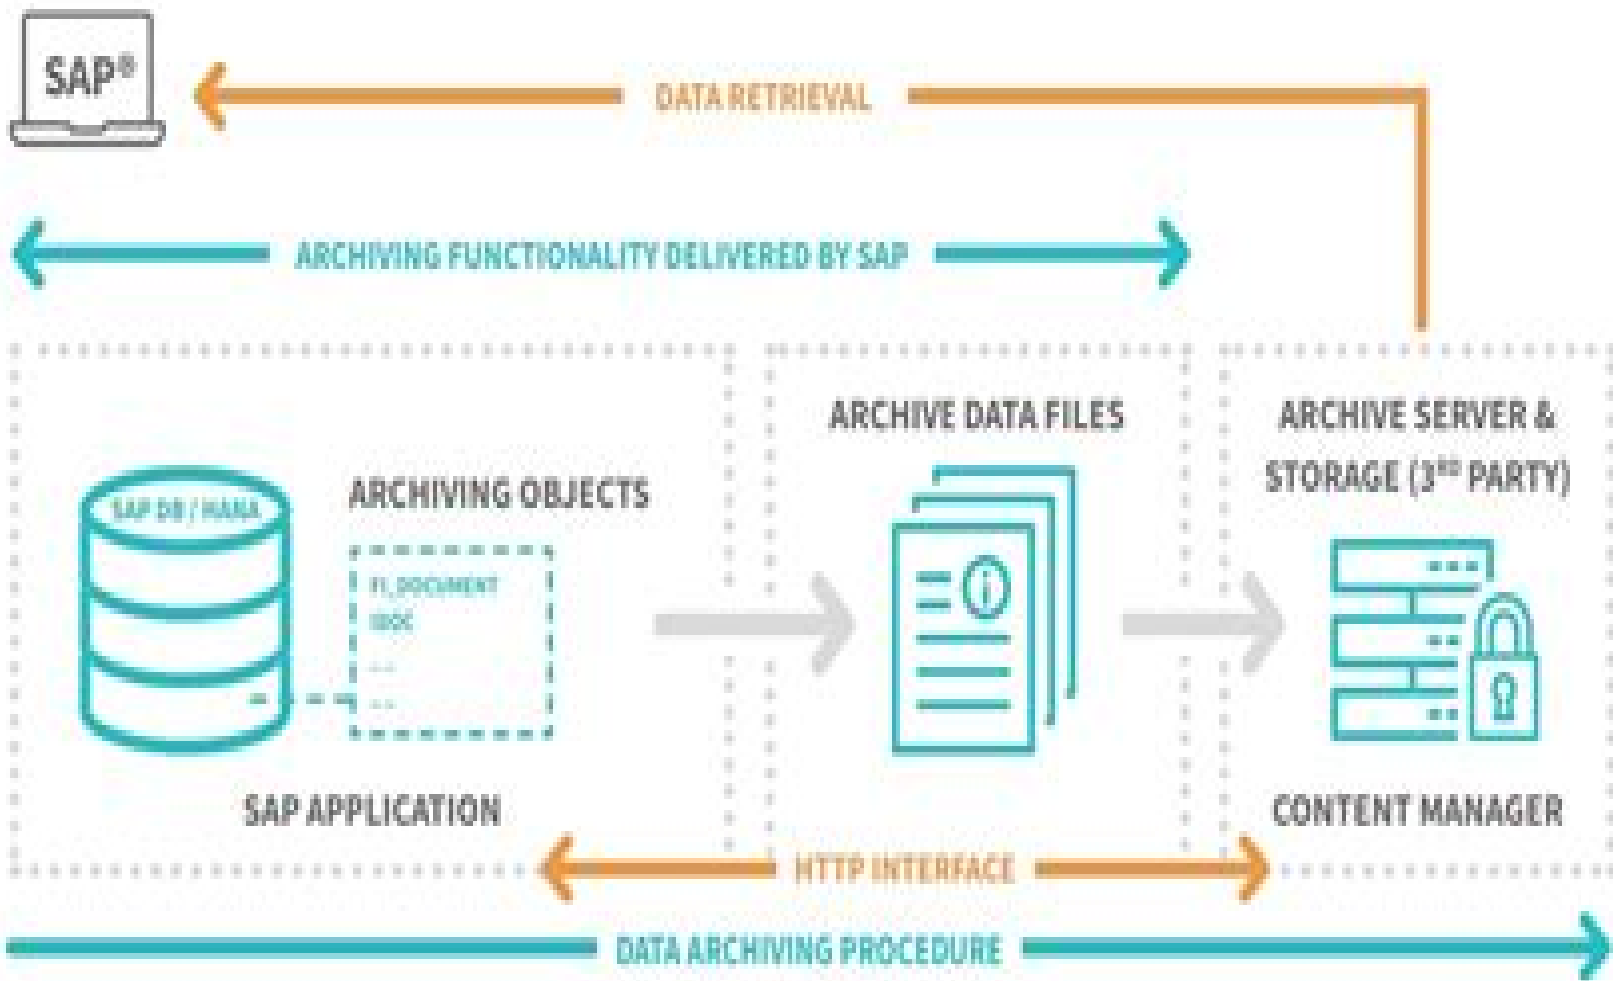 SAP®
DATA RETRIEVAL
ARCHIVING FUNCTIONALITY DELIVERED BY SAP
ARCHIVE DATA FILES
ARCHIVE SERVER &
STORAGE (3RD PARTY)
SAP DB / HANA
ARCHIVING OBJECTS
FI_DOCUMENT
IDOC
--
--
i
SAP APPLICATION
CONTENT MANAGER
HTTP INTERFACE
DATA ARCHIVING PROCEDURE